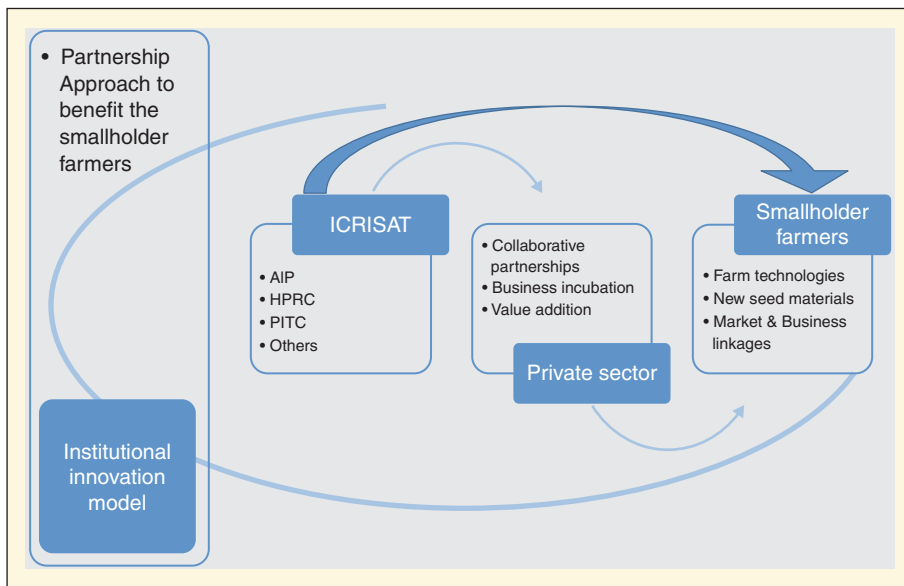 • Partnership
Approach to
benefit the
smallholder
farmers
Institutional
innovation
model
ICRISAT
• AIP
• HPRC
• PITC
• Others
• Collaborative
partnerships
• Business incubation
• Value addition
Private sector
Smallholder
farmers
• Farm technologies
• New seed materials
• Market & Business
linkages